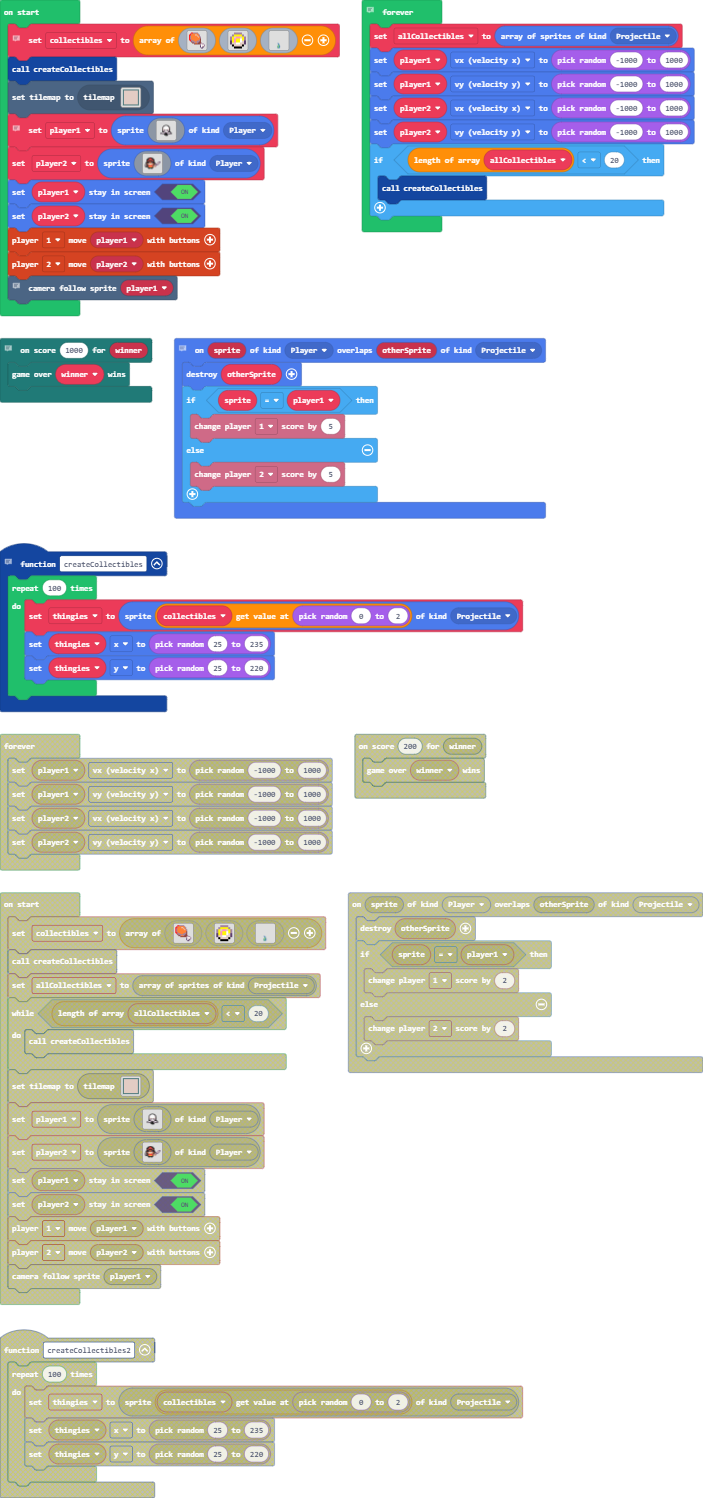 on start
set collectibles to array of
call createCollectibles
set tilemap to tilemap
set player1 to sprite of kind Player
set player2 to sprite of kind Player
set player1 stay in screen ON
set player2 stay in screen ON
player 1 move player1 with buttons
player 2 move player2 with buttons
camera follow sprite player1
forever
set allCollectibles to array of sprites of kind Projectile
set player1 vx (velocity x) to pick random -1000 to 1000
set player1 vy (velocity y) to pick random -1000 to 1000
set player2 vx (velocity x) to pick random -1000 to 1000
set player2 vy (velocity y) to pick random -1000 to 1000
if length of array allCollectibles < 20 then
call createCollectibles
on score 1000 for winner
game over winner wins
on sprite of kind Player overlaps otherSprite of kind Projectile
destroy otherSprite
if sprite = player1 then
change player 1 score by 5
else
change player 2 score by 5
function createCollectibles
repeat 100 times
do
set thingies to sprite collectibles get value at pick random 0 to 2 of kind Projectile
set thingies x to pick random 25 to 235
set thingies y to pick random 25 to 220
forever
set player1 vx (velocity x) to pick random -1000 to 1000
set player1 vy (velocity y) to pick random -1000 to 1000
set player2 vx (velocity x) to pick random -1000 to 1000
set player2 vy (velocity y) to pick random -1000 to 1000
on score 200 for winner
game over winner wins
on start
set collectibles to array of
call createCollectibles
set allCollectibles to array of sprites of kind Projectile
while length of array allCollectibles < 20
do call createCollectibles
set tilemap to tilemap
set player1 to sprite of kind Player
set player2 to sprite of kind Player
set player1 stay in screen ON
set player2 stay in screen ON
player 1 move player1 with buttons
player 2 move player2 with buttons
camera follow sprite player1
on sprite of kind Player overlaps otherSprite of kind Projectile
destroy otherSprite
if sprite = player1 then
change player 1 score by 2
else
change player 2 score by 2
function createCollectibles2
repeat 100 times
do
set thingies to sprite collectibles get value at pick random 0 to 2 of kind Projectile
set thingies x to pick random 25 to 235
set thingies y to pick random 25 to 220